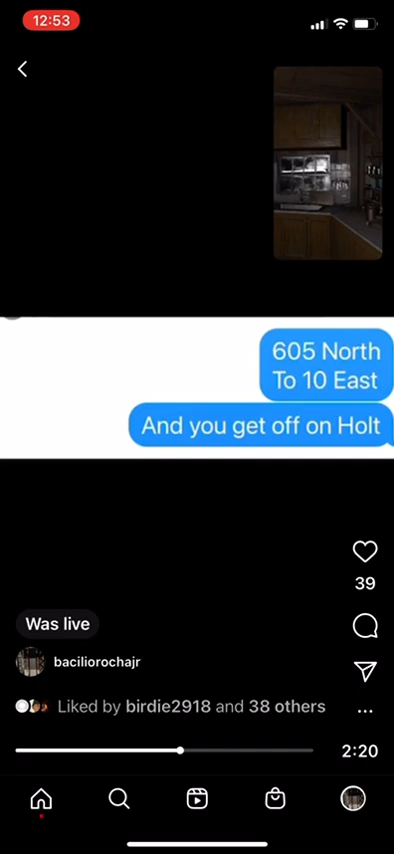 12:53
605 North
To 10 East
And you get off on Holt
39
Was live
baciliorochajr
Liked by birdie2918 and 38 others
2:20